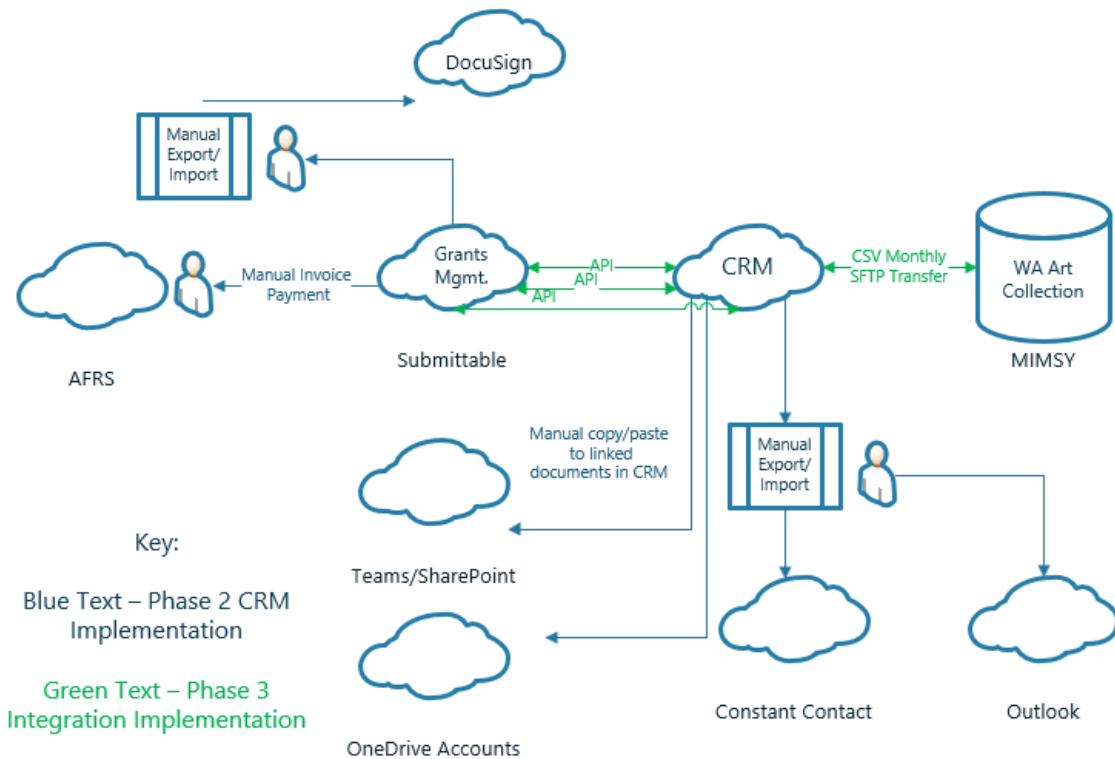 DocuSign
Manual
Export/
Import
Grants
Mgmt.
Manual Invoice
Payment
API
API
API
CRM
CSV Monthly
SFTP Transfer
WA Art
Collection
AFRS
Submittable
MIMSY
Manual copy/paste
to linked
documents in CRM
Manual
Export/
Import
Teams/SharePoint
Key:
Blue Text – Phase 2 CRM
Implementation
Green Text – Phase 3
Integration Implementation
OneDrive Accounts
Constant Contact
Outlook